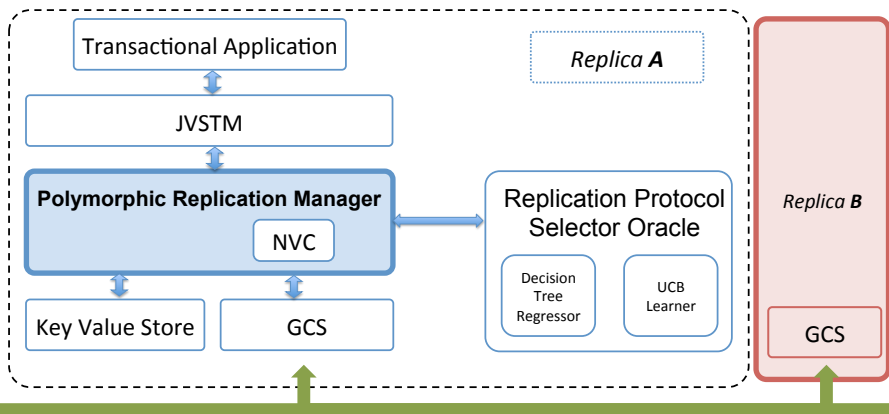 Transactional Application
Replica A
JVSTM
Polymorphic Replication Manager
NVC
Replication Protocol
Selector Oracle
Decision
Tree
Regressor
UCB
Learner
Key Value Store
GCS
Replica B
GCS